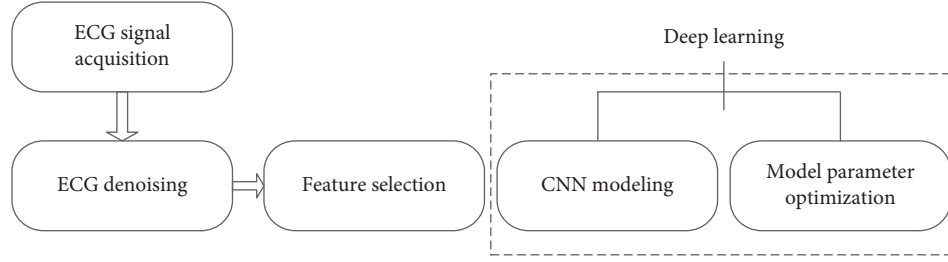 ECG signal
acquisition
Deep learning
ECG denoising
Feature selection
CNN modeling
Model parameter
optimization